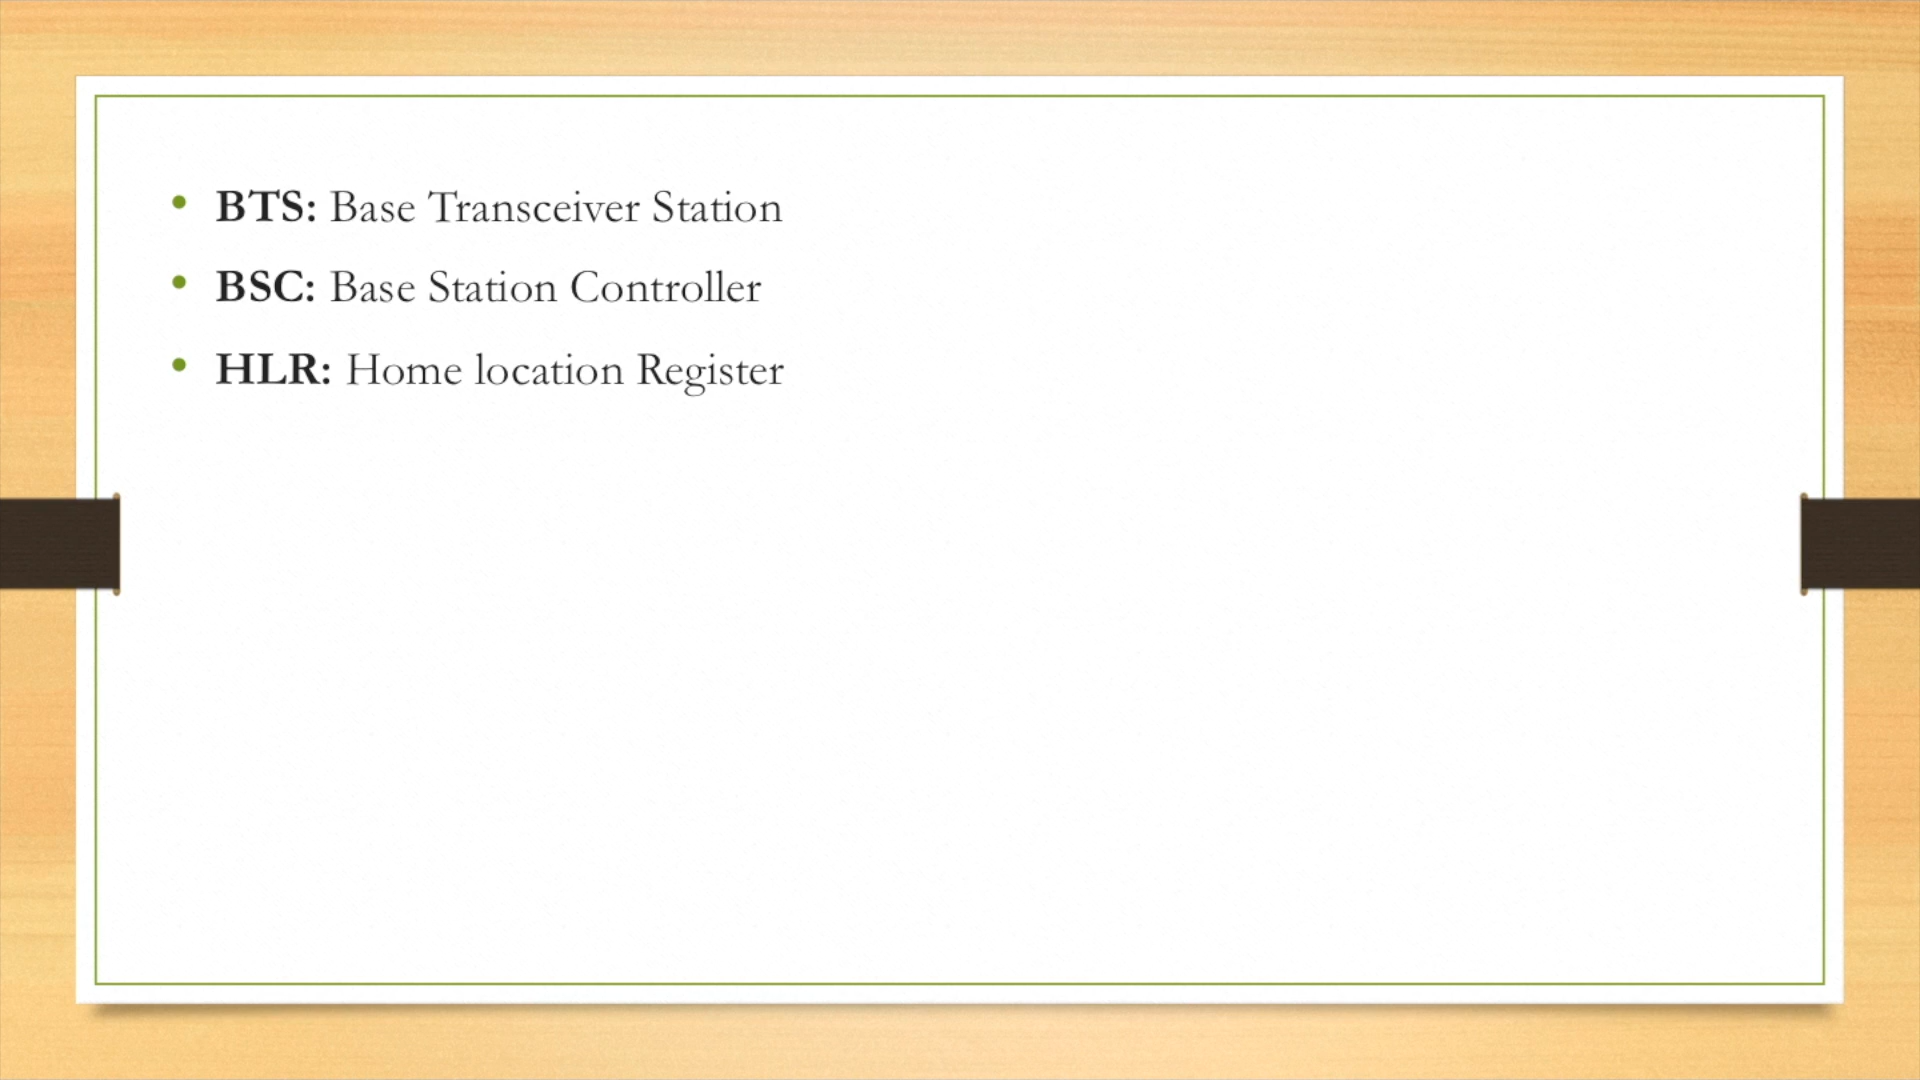 • BTS: Base Transceiver Station
• BSC: Base Station Controller
• HLR: Home location Register